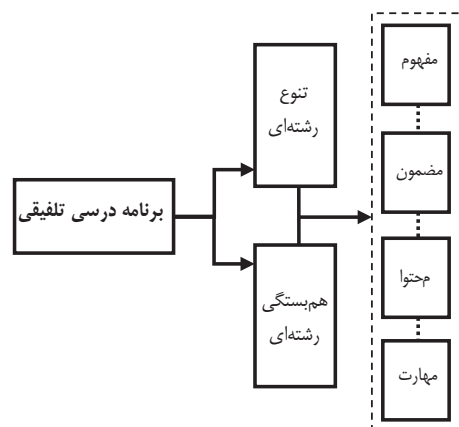 برنامه درسی تلفیقی
تنوع
رشته‌ای
هم‌بستگی
رشته‌ای
مفهوم
مضمون
محتوا
مهارت